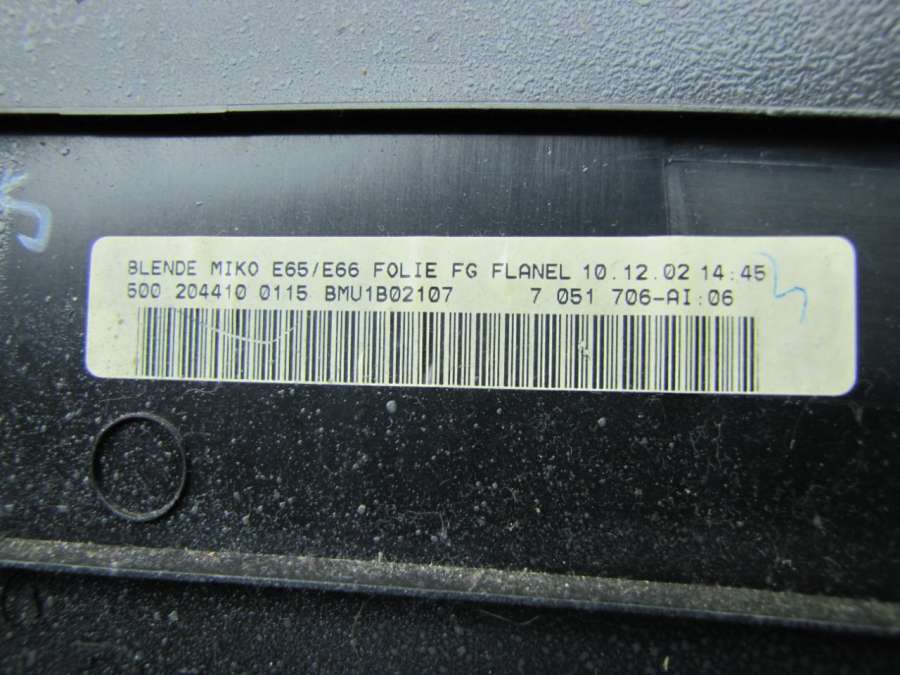 BLENDE MIKO E65/E66 FOLIE FG FLANEL 10.12.02 14:45
500 204410 0115 BMU1B02107 7 051 706-AI:06